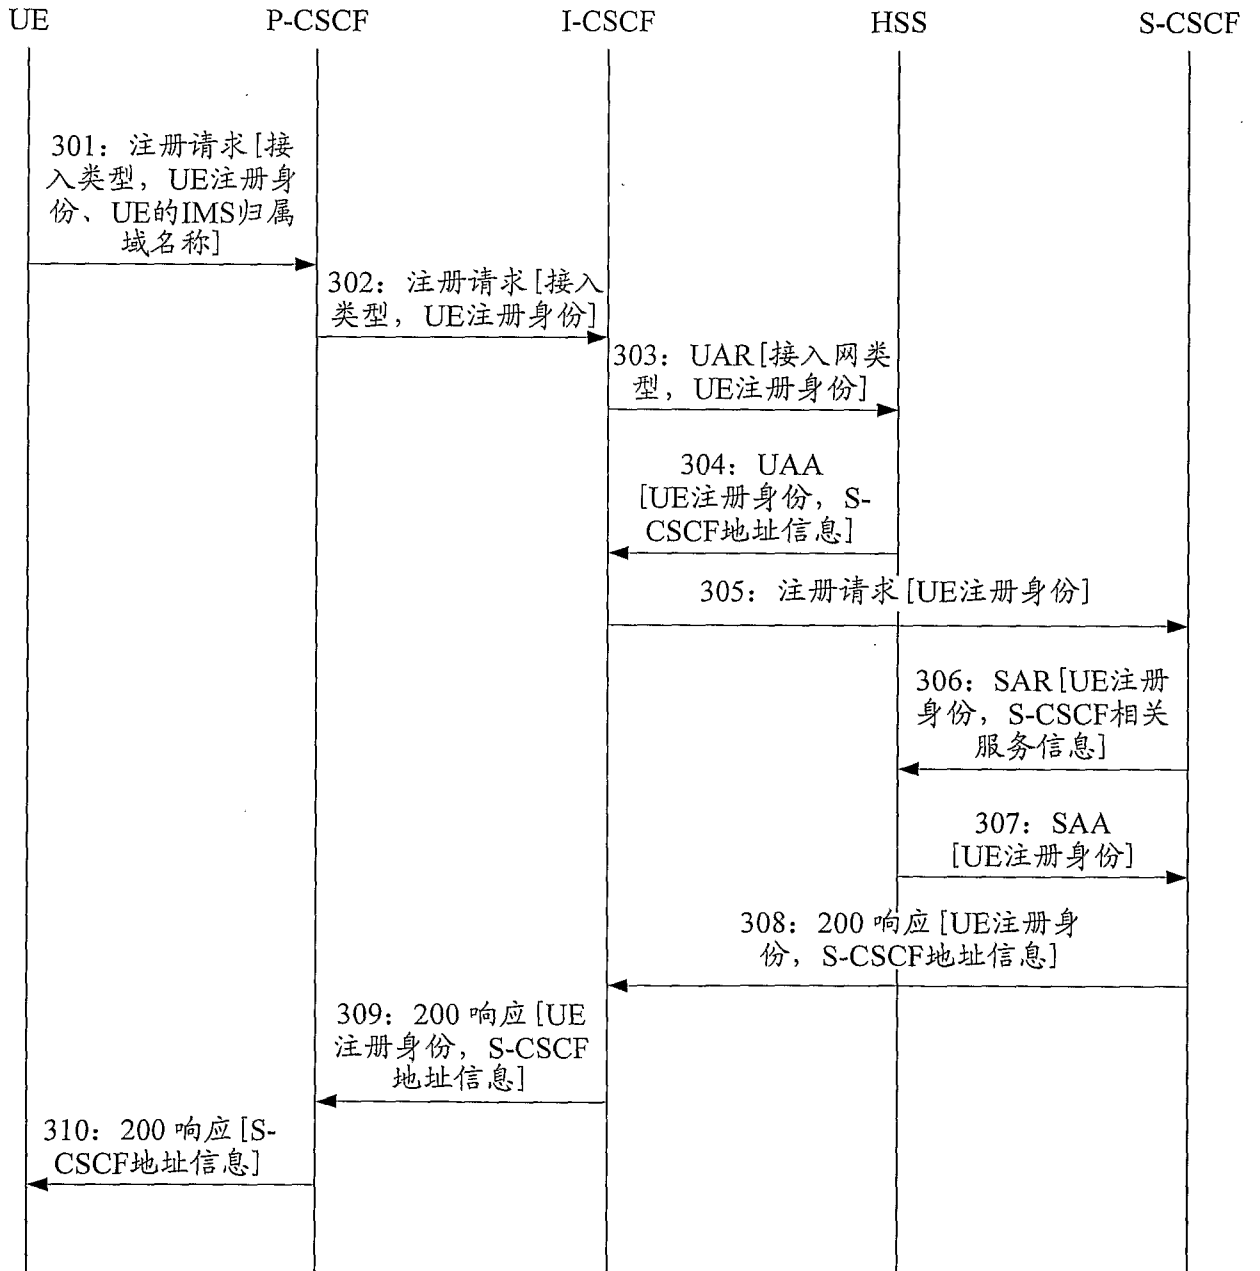 UE P-CSCF I-CSCF HSS S-CSCF
301：注册请求[接
入类型，UE注册身
份、UE的IMS归属
域名称]
302：注册请求[接入
类型，UE注册身份]
303：UAR[接入网类
型，UE注册身份]
304：UAA
[UE注册身份，S-
CSCF地址信息]
305：注册请求[UE注册身份]
306：SAR[UE注册
身份，S-CSCF相关
服务信息]
307：SAA
[UE注册身份]
308：200 响应[UE注册身
份，S-CSCF地址信息]
309：200 响应[UE
注册身份，S-CSCF
地址信息]
310：200 响应[S-
CSCF地址信息]